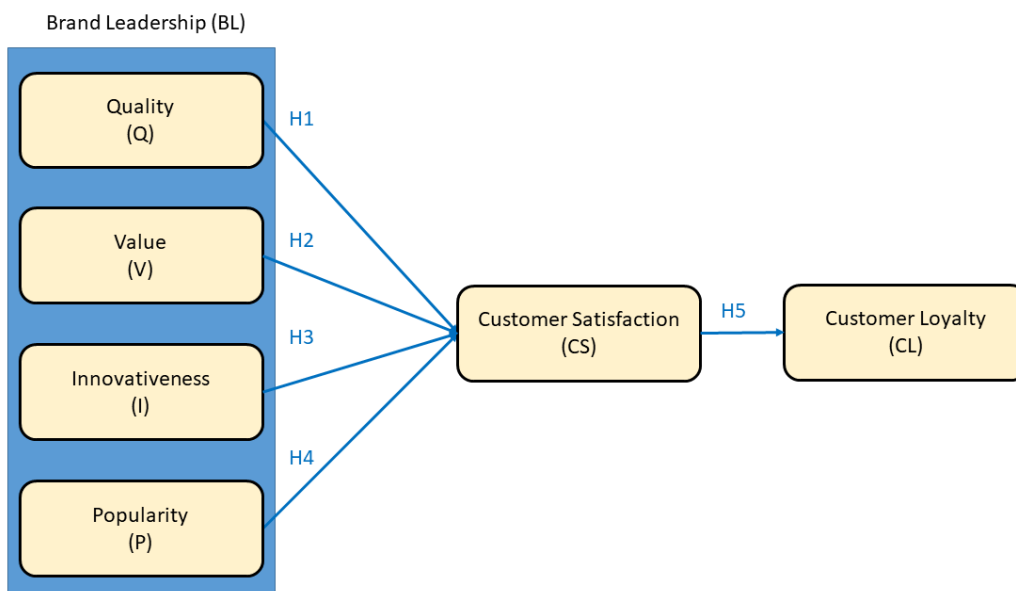 Brand Leadership (BL)
Quality
(Q)
H1
Value
(V)
H2
Innovativeness
(I)
H3
Popularity
(P)
H4
Customer Satisfaction
(CS)
H5
Customer Loyalty
(CL)